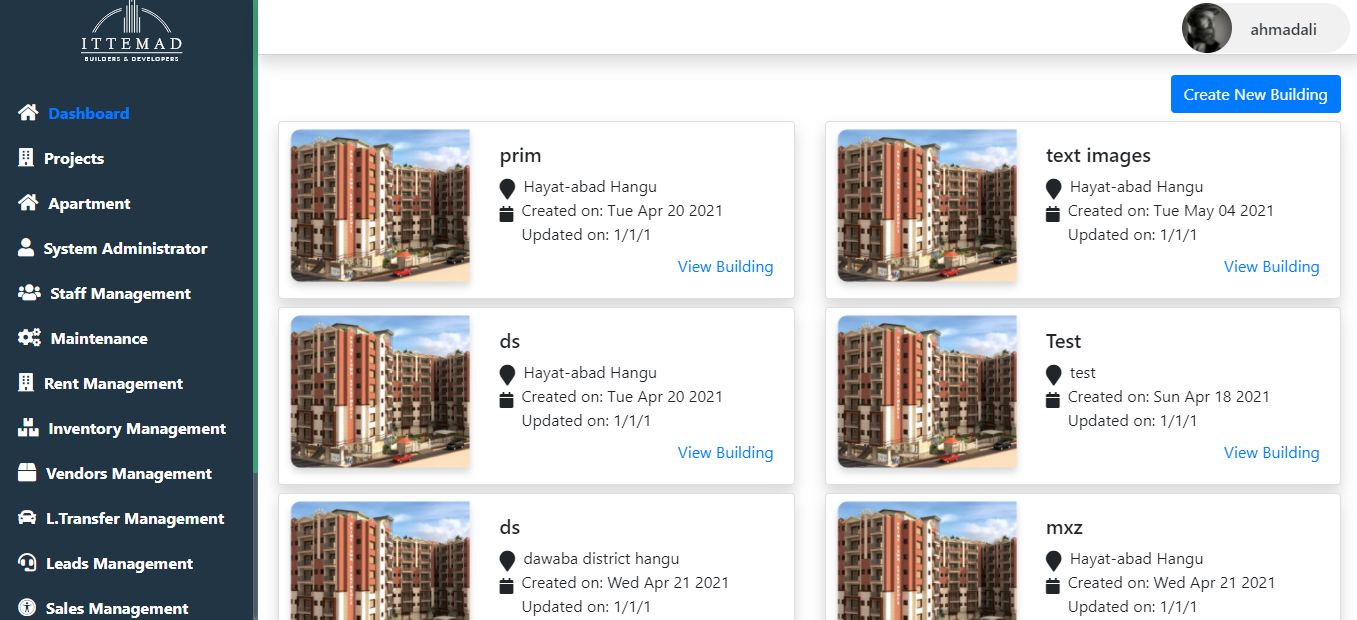 ITTEMAD
BUILDERS & DEVELOPERS
Dashboard
Projects
Apartment
System Administrator
Staff Management
Maintenance
Rent Management
Inventory Management
Vendors Management
L.Transfer Management
Leads Management
Sales Management
ahmadali
Create New Building
prim
Hayat-abad Hangu
Created on: Tue Apr 20 2021
Updated on: 1/1/1
View Building
text images
Hayat-abad Hangu
Created on: Tue May 04 2021
Updated on: 1/1/1
View Building
ds
Hayat-abad Hangu
Created on: Tue Apr 20 2021
Updated on: 1/1/1
View Building
Test
test
Created on: Sun Apr 18 2021
Updated on: 1/1/1
View Building
ds
dawaba district hangu
Created on: Wed Apr 21 2021
Updated on: 1/1/1
mxz
Hayat-abad Hangu
Created on: Wed Apr 21 2021
Updated on: 1/1/1